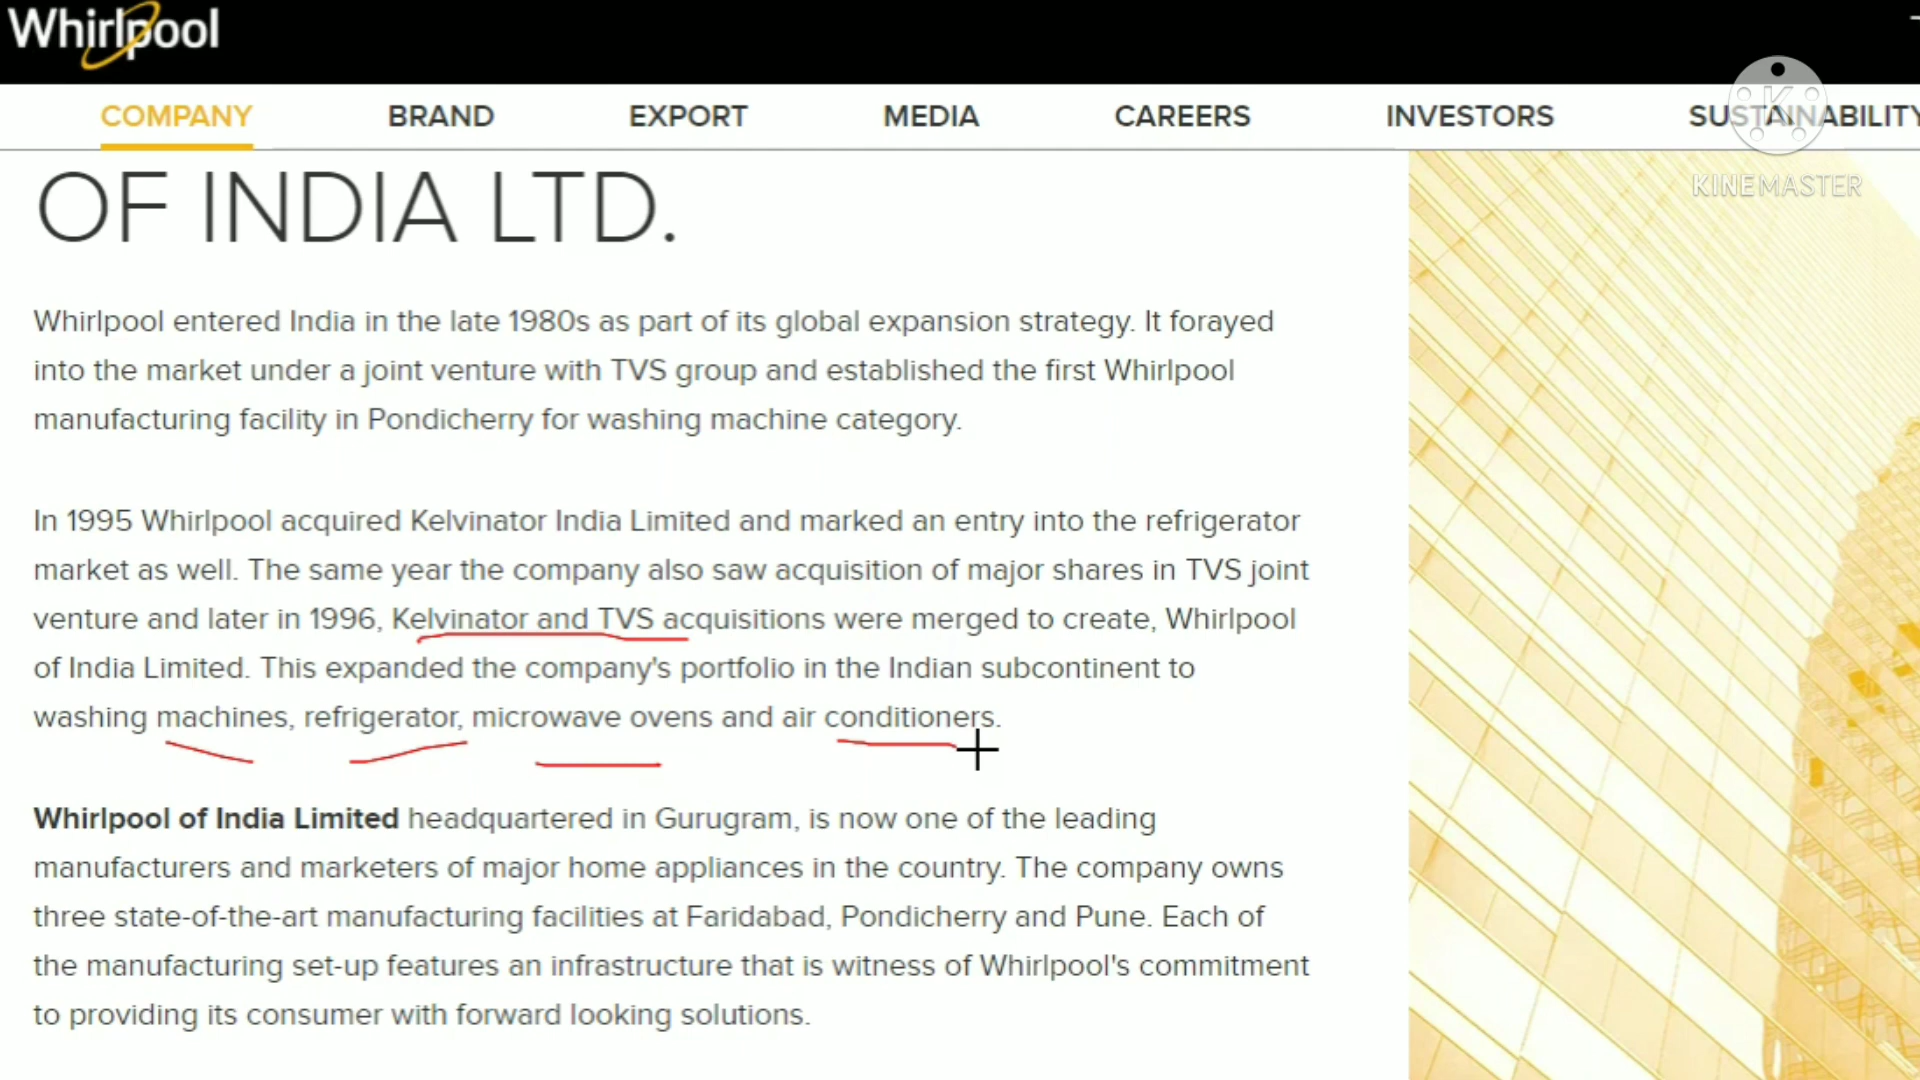 Whirlpool
COMPANY BRAND EXPORT MEDIA CAREERS INVESTORS SUSTAINABILITY
KINEMASTER
OF INDIA LTD.
Whirlpool entered India in the late 1980s as part of its global expansion strategy. It forayed
into the market under a joint venture with TVS group and established the first Whirlpool
manufacturing facility in Pondicherry for washing machine category.
In 1995 Whirlpool acquired Kelvinator India Limited and marked an entry into the refrigerator
market as well. The same year the company also saw acquisition of major shares in TVS joint
venture and later in 1996, Kelvinator and TVS acquisitions were merged to create, Whirlpool
of India Limited. This expanded the company's portfolio in the Indian subcontinent to
washing machines, refrigerator, microwave ovens and air conditioners.
Whirlpool of India Limited headquartered in Gurugram, is now one of the leading
manufacturers and marketers of major home appliances in the country. The company owns
three state-of-the-art manufacturing facilities at Faridabad, Pondicherry and Pune. Each of
the manufacturing set-up features an infrastructure that is witness of Whirlpool's commitment
to providing its consumer with forward looking solutions.